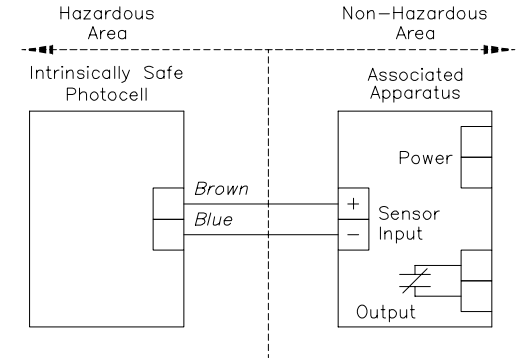 Hazardous
Area
Non-Hazardous
Area
Intrinsically Safe
Photocell
Associated
Apparatus
Power
Brown
+
Sensor
Blue
−
Input
Output